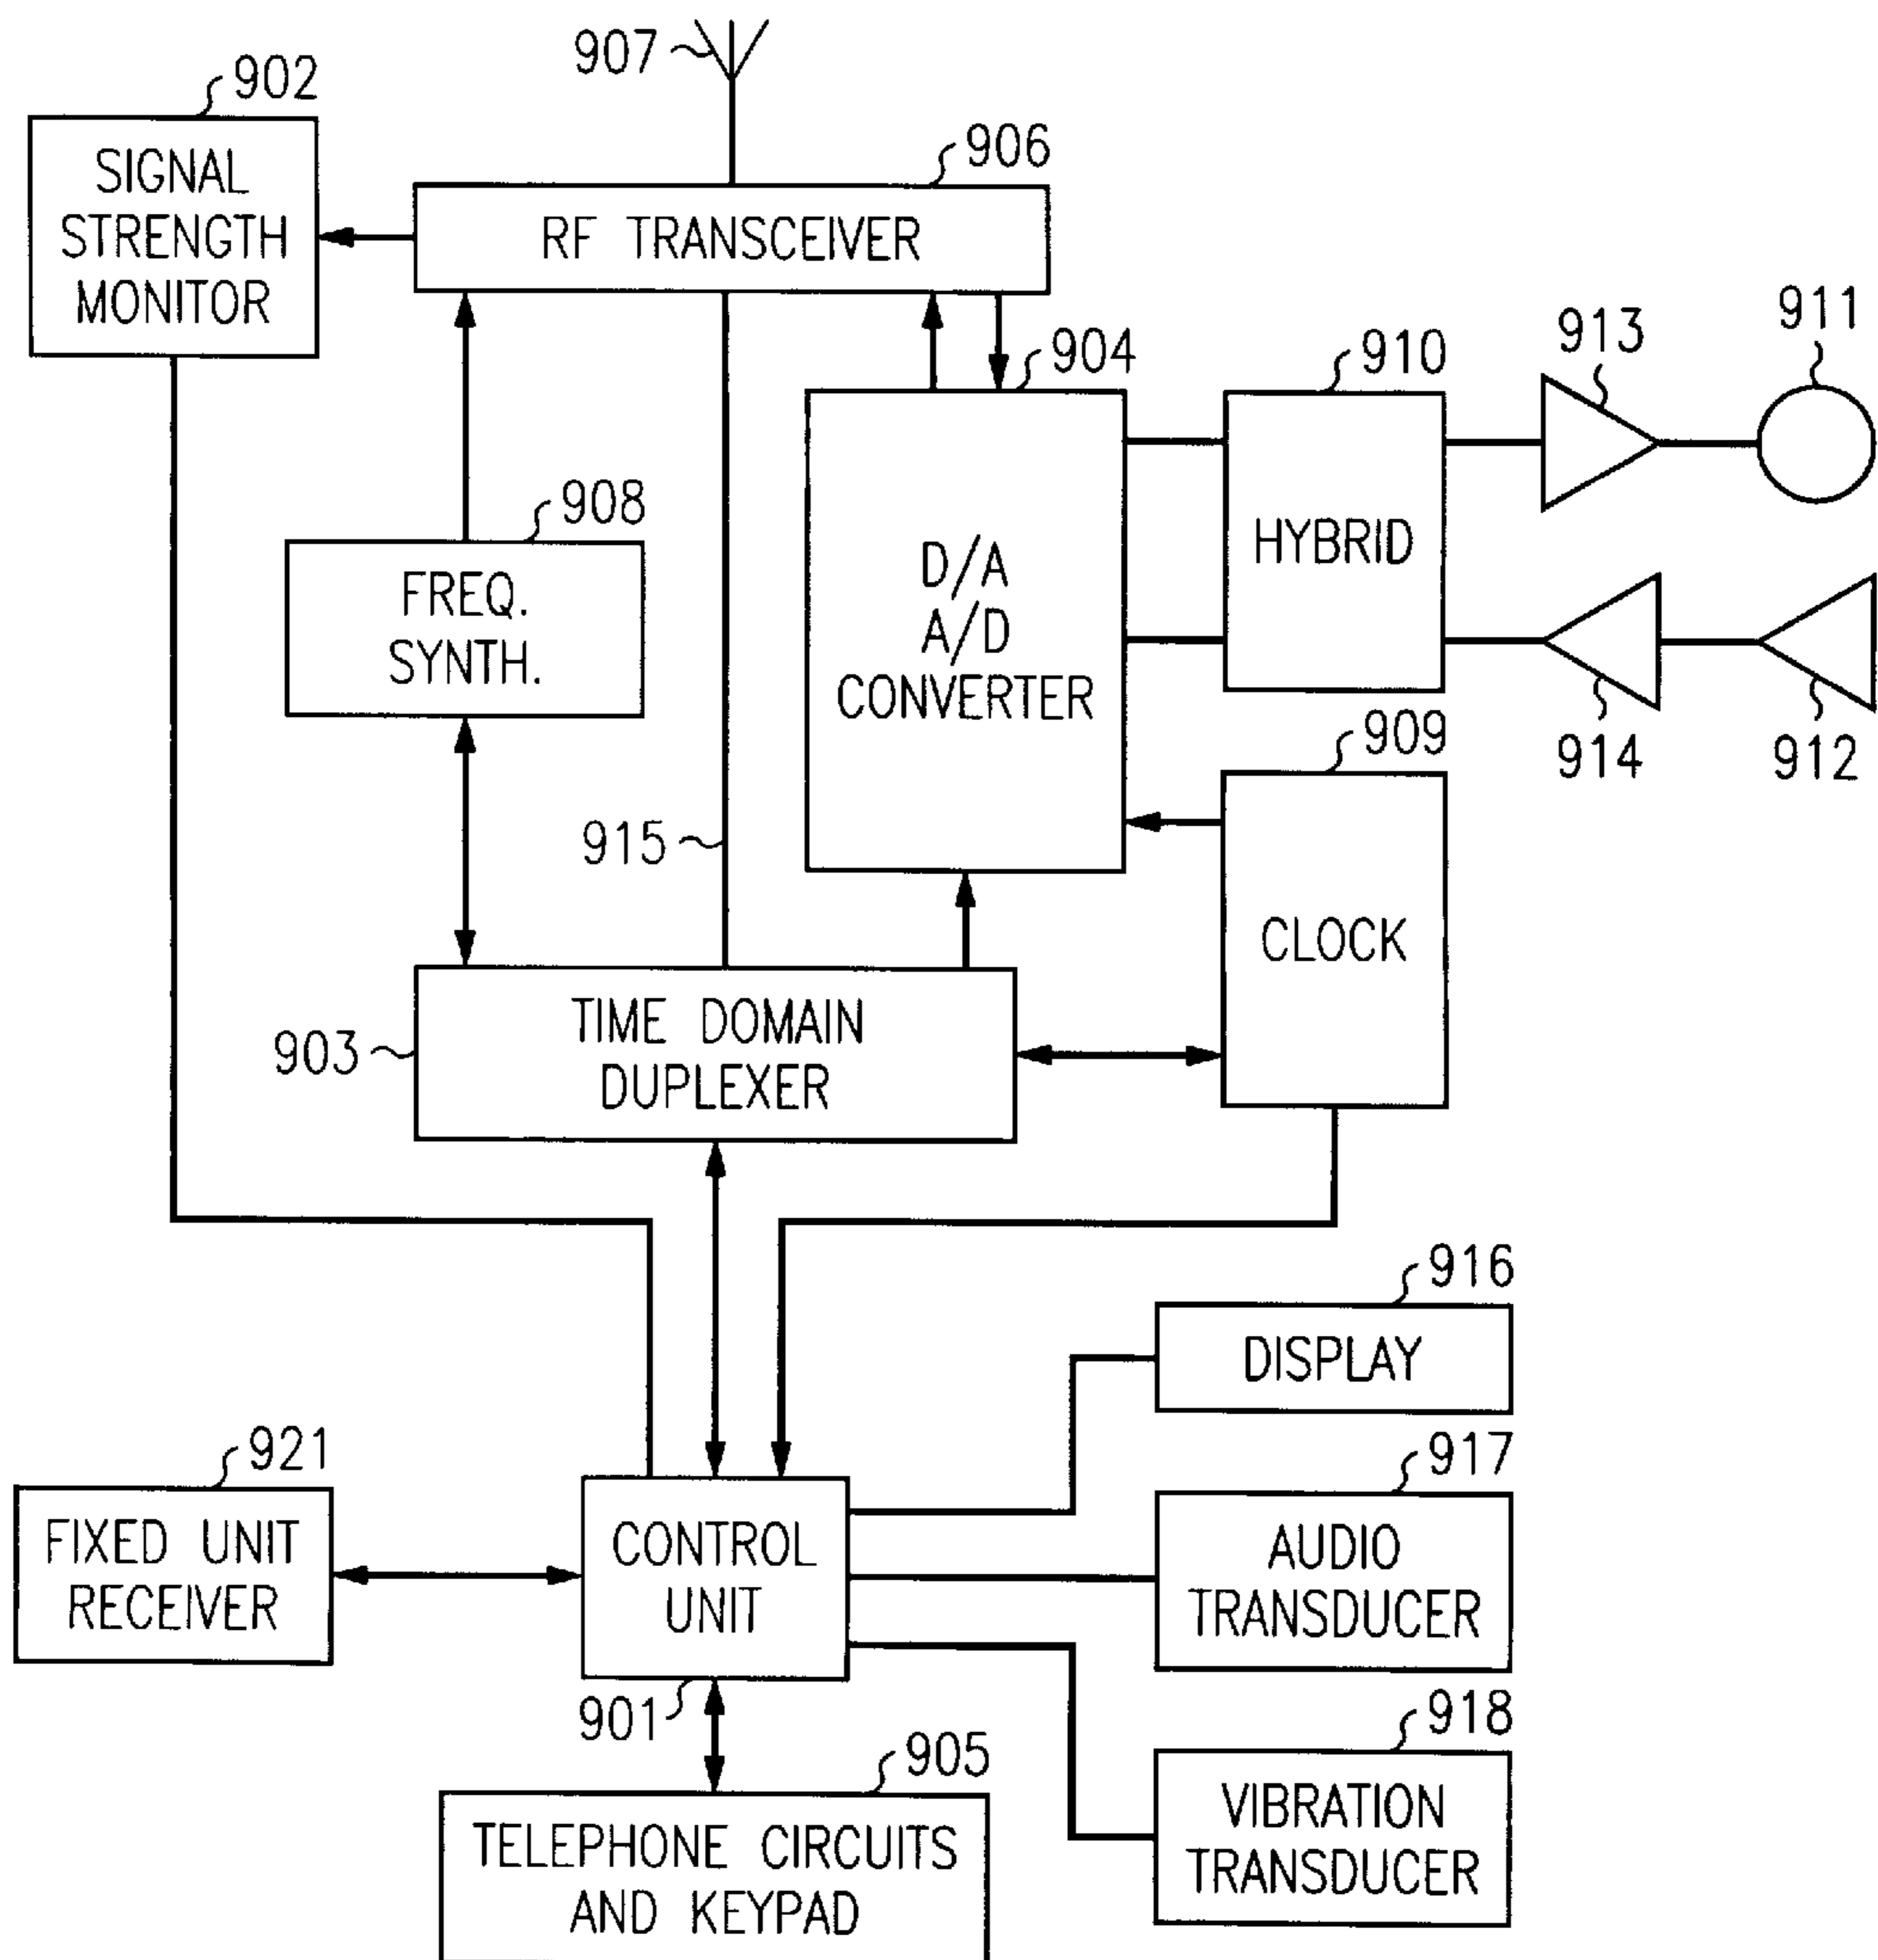 907
902
SIGNAL
STRENGTH
MONITOR
906
RF TRANSCEIVER
904
910
913
911
908
FREQ.
SYNTH.
D/A
A/D
CONVERTER
HYBRID
914
912
909
915
CLOCK
903
TIME DOMAIN
DUPLEXER
916
DISPLAY
921
FIXED UNIT
RECEIVER
CONTROL
UNIT
917
AUDIO
TRANSDUCER
901
918
VIBRATION
TRANSDUCER
905
TELEPHONE CIRCUITS
AND KEYPAD